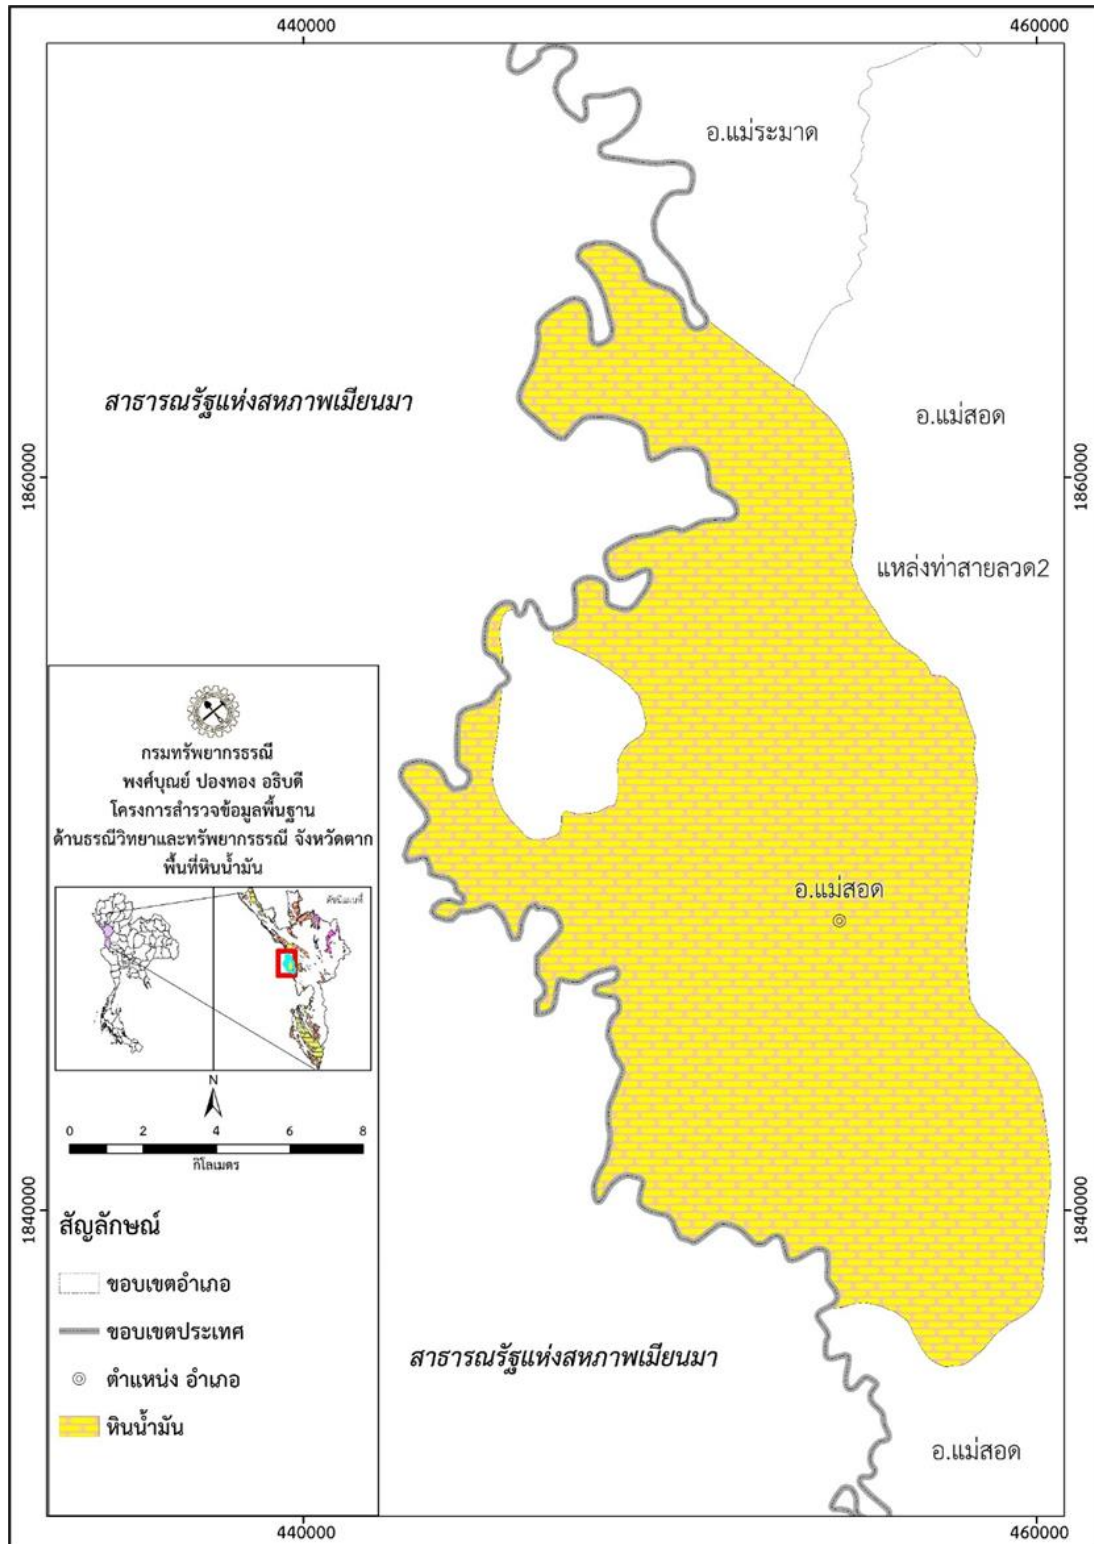 440000
460000
อ.แม่ระมาด
สาธารณรัฐแห่งสหภาพเมียนมา
อ.แม่สอด
1860000
1860000
แหล่งท่าสายลวด2
กรมทรัพยากรธรณี
พงศ์บุณย์ ปองทอง อธิบดี
โครงการสำรวจข้อมูลพื้นฐาน
ด้านธรณีวิทยาและทรัพยากรธรณี จังหวัดตาก
พื้นที่หินน้ำมัน
ดัชนีแผนที่
อ.แม่สอด
N
0 2 4 6 8
กิโลเมตร
1840000
1840000
สัญลักษณ์
ขอบเขตอำเภอ
ขอบเขตประเทศ
ตำแหน่ง อำเภอ
หินน้ำมัน
สาธารณรัฐแห่งสหภาพเมียนมา
อ.แม่สอด
440000
460000